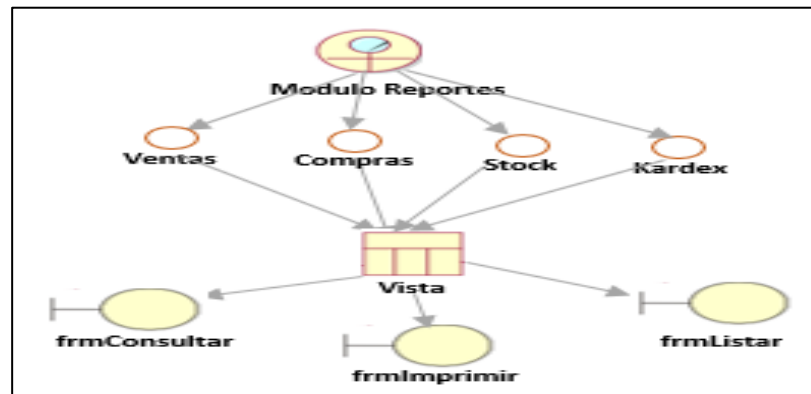 Modulo Reportes
Ventas
Compras
Stock
Kardex
Vista
frmConsultar
frmImprimir
frmListar